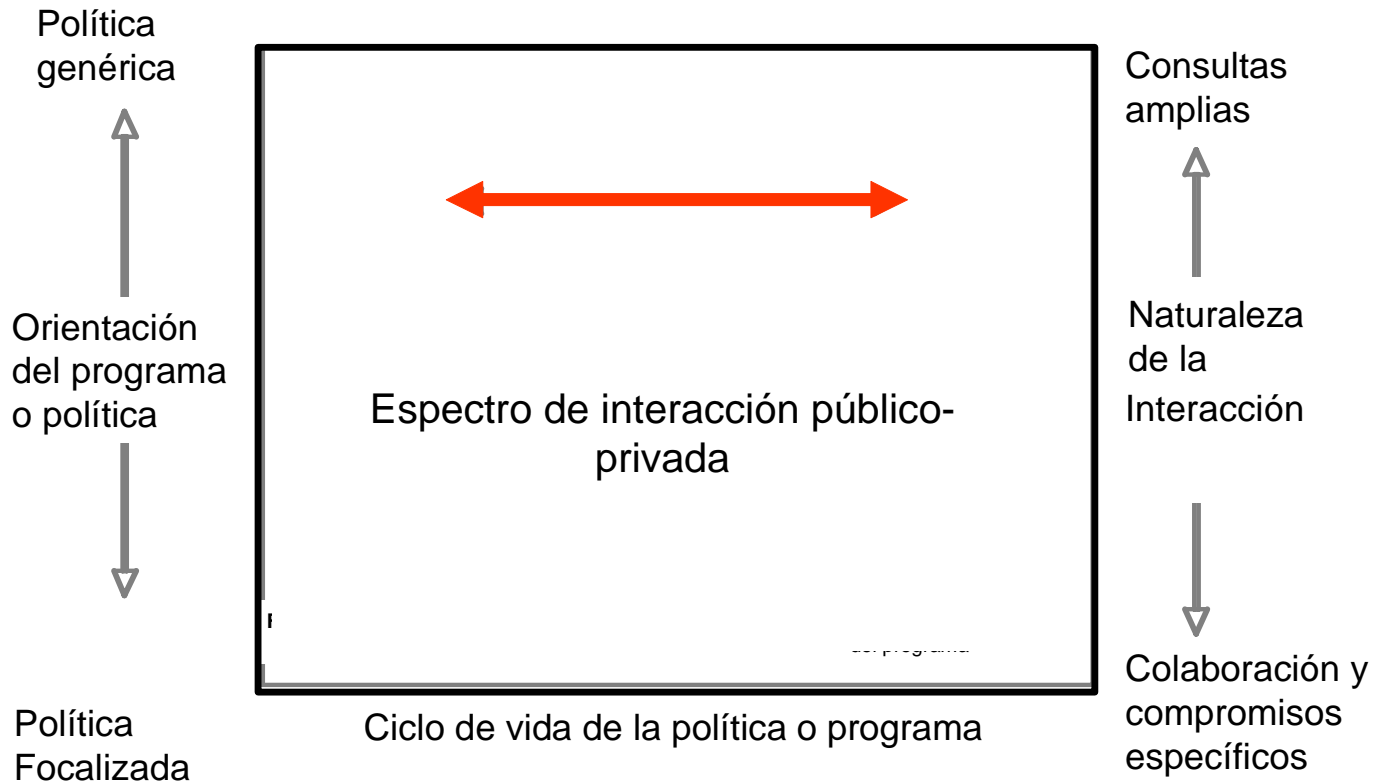 Política
genérica
Orientación
del programa
o política
Política
Focalizada
Espectro de interacción público-
privada
Ciclo de vida de la política o programa
Consultas
amplias
Naturaleza
de la
Interacción
Colaboración y
compromisos
específicos